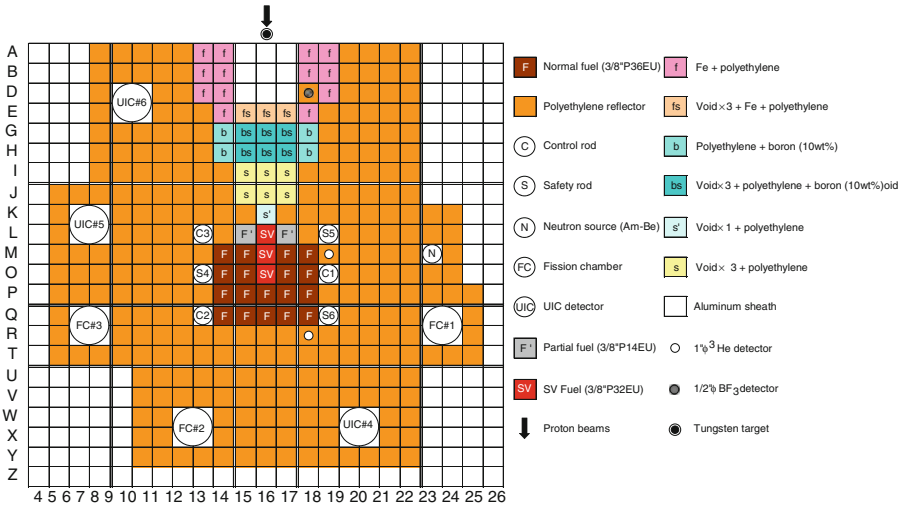 A f f f f
B f f f f
D f f f
UIC#6
E f fs fs fs f
G b bs bs bs b
H b bs bs bs b
I s s s
J s s s
K s'
UIC#5
L C3 F' SV F' S5
M F F SV F F N
O S4 F F SV F F C1
P F F F F F
Q C2 F F F F F S6
FC#3 FC#1
R
T
U
V
W
FC#2 UIC#4
X
Y
Z
4 5 6 7 8 9 10 11 12 13 14 15 16 17 18 19 20 21 22 23 24 25 26
F Normal fuel (3/8"P36EU) f Fe + polyethylene
Polyethylene reflector fs Void×3 + Fe + polyethylene
C Control rod b Polyethylene + boron (10wt%)
S Safety rod bs Void×3 + polyethylene + boron (10wt%)oid
N Neutron source (Am-Be) s' Void×1 + polyethylene
FC Fission chamber s Void× 3 + polyethylene
UIC UIC detector Aluminum sheath
F' Partial fuel (3/8"P14EU) 1"ϕ ³He detector
SV SV Fuel (3/8"P32EU) 1/2"ϕ BF₃detector
Proton beams Tungsten target